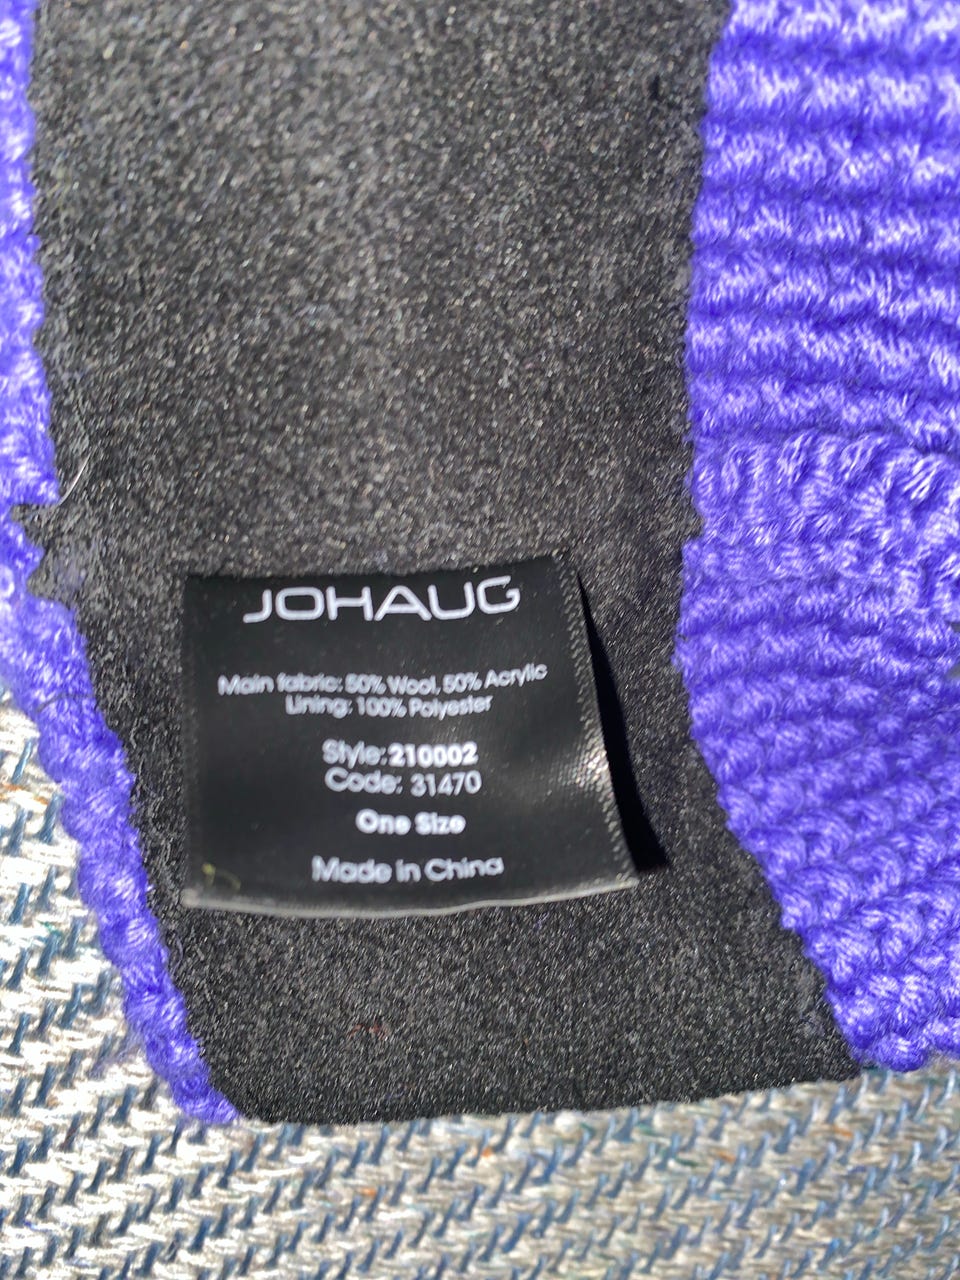 JOHAUG
Main fabric: 50% Wool, 50% Acrylic
Lining: 100% Polyester
Style: 210002
Code: 31470
One Size
Made in China